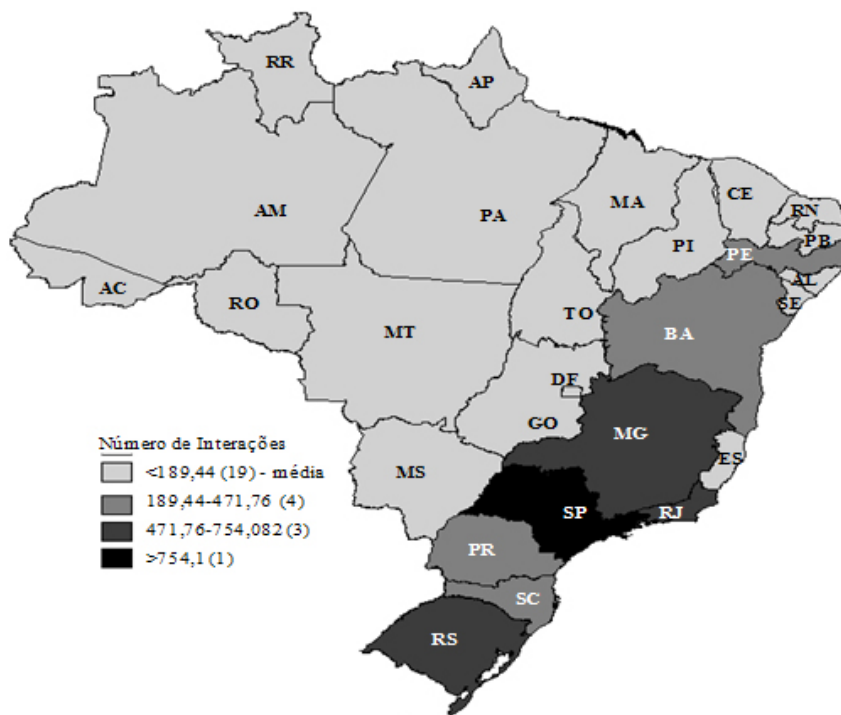 RR
AP
AM
PA
MA
CE
RN
PB
PI
PE
AL
SE
AC
RO
TO
MT
BA
DF
GO
MG
ES
MS
SP
RJ
PR
SC
RS
Número de Interações
<189,44 (19) - média
189,44-471,76 (4)
471,76-754,082 (3)
>754,1 (1)